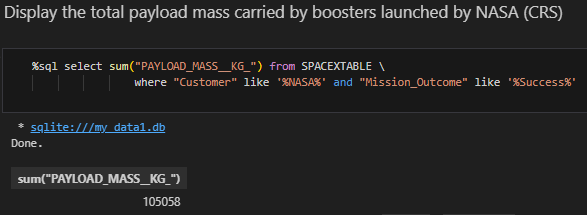 Display the total payload mass carried by boosters launched by NASA (CRS)
%sql select sum("PAYLOAD_MASS__KG_") from SPACEXTABLE \
where "Customer" like '%NASA%' and "Mission_Outcome" like '%Success%'
* sqlite:///my_data1.db
Done.
sum("PAYLOAD_MASS__KG_")
105058